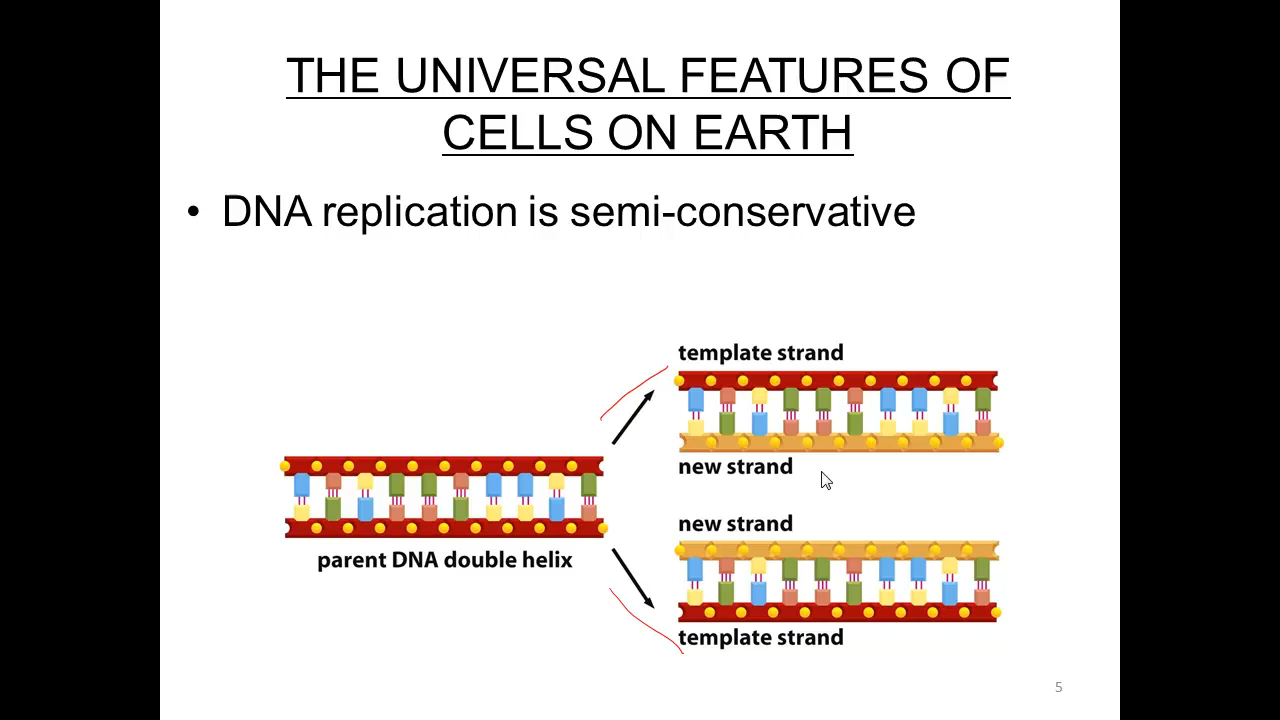 THE UNIVERSAL FEATURES OF
CELLS ON EARTH
• DNA replication is semi-conservative
template strand
new strand
parent DNA double helix
new strand
template strand
5